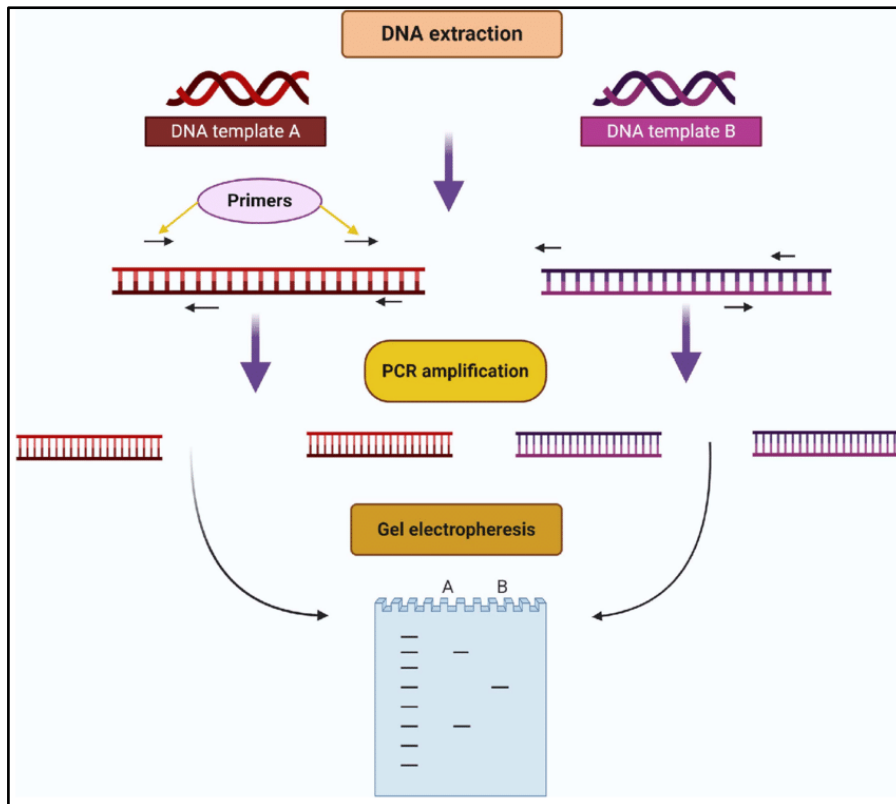 DNA extraction
DNA template A
DNA template B
Primers
PCR amplification
Gel electropheresis
A
B